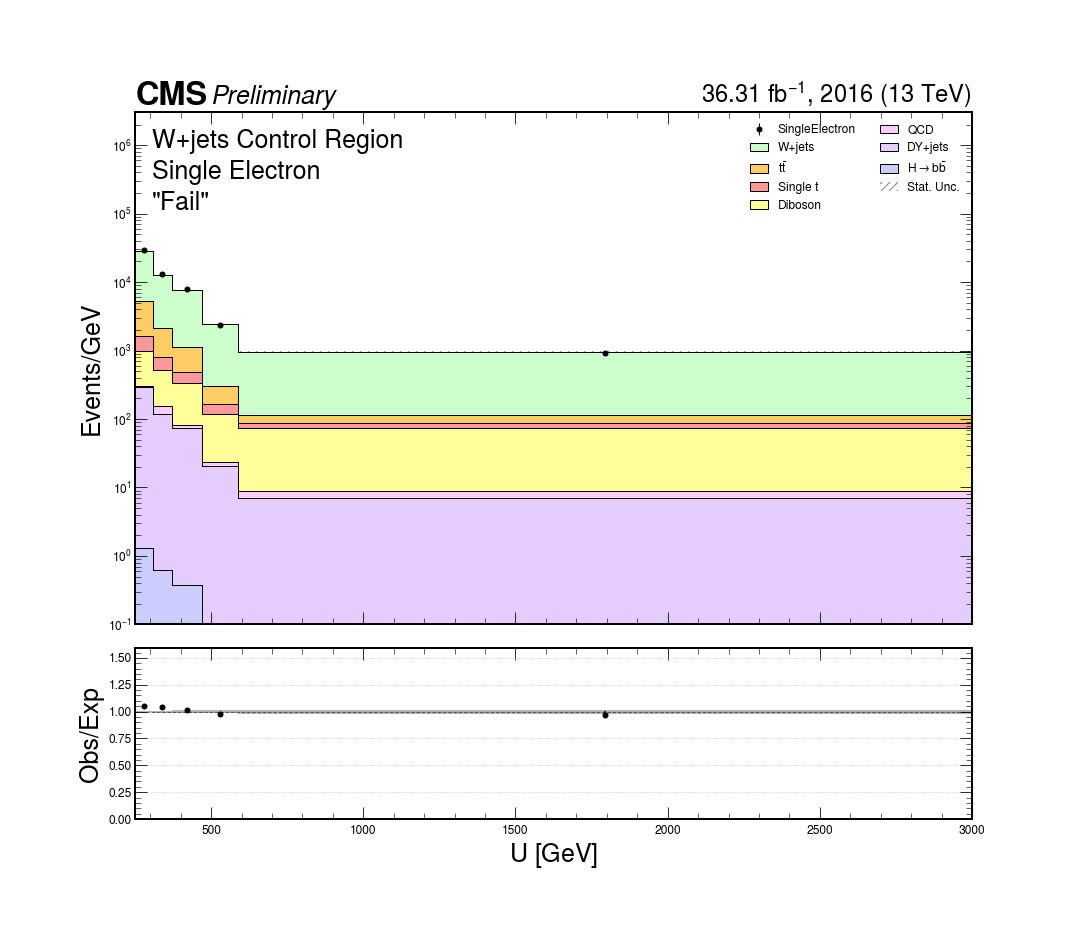 CMS Preliminary
36.31 fb⁻¹, 2016 (13 TeV)
W+jets Control Region
Single Electron
"Fail"
SingleElectron
W+jets
tt̄
Single t
Diboson
QCD
DY+jets
H→bb̄
Stat. Unc.
Events/GeV
10⁶
10⁵
10⁴
10³
10²
10¹
10⁰
10⁻¹
Obs/Exp
1.50
1.25
1.00
0.75
0.50
0.25
0.00
500 1000 1500 2000 2500 3000
U [GeV]